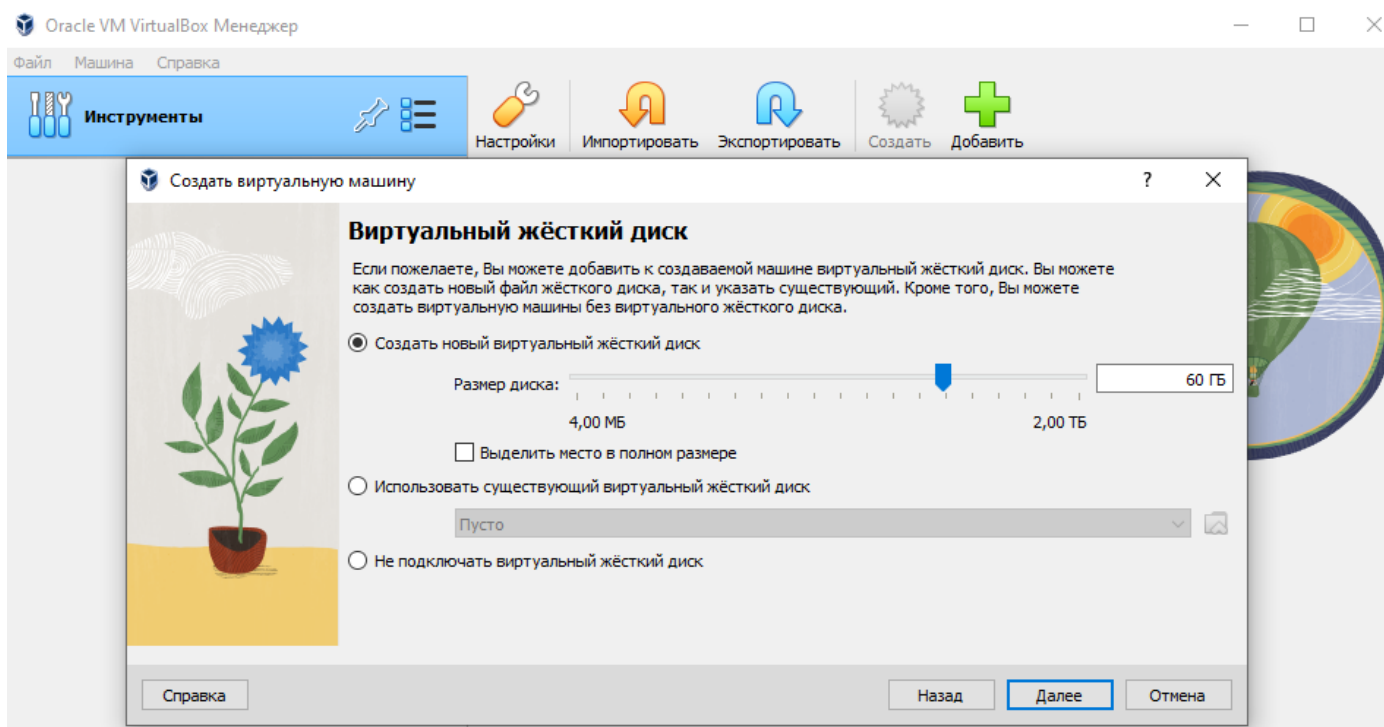 Oracle VM VirtualBox Менеджер
Файл Машина Справка
Инструменты
Настройки Импортировать Экспортировать Создать Добавить
Создать виртуальную машину ?
Виртуальный жёсткий диск
Если пожелаете, Вы можете добавить к создаваемой машине виртуальный жёсткий диск. Вы можете
как создать новый файл жёсткого диска, так и указать существующий. Кроме того, Вы можете
создать виртуальную машины без виртуального жёсткого диска.
Создать новый виртуальный жёсткий диск
Размер диска: 60 ГБ
4,00 МБ 2,00 ТБ
Выделить место в полном размере
Использовать существующий виртуальный жёсткий диск
Пусто
Не подключать виртуальный жёсткий диск
Справка Назад Далее Отмена